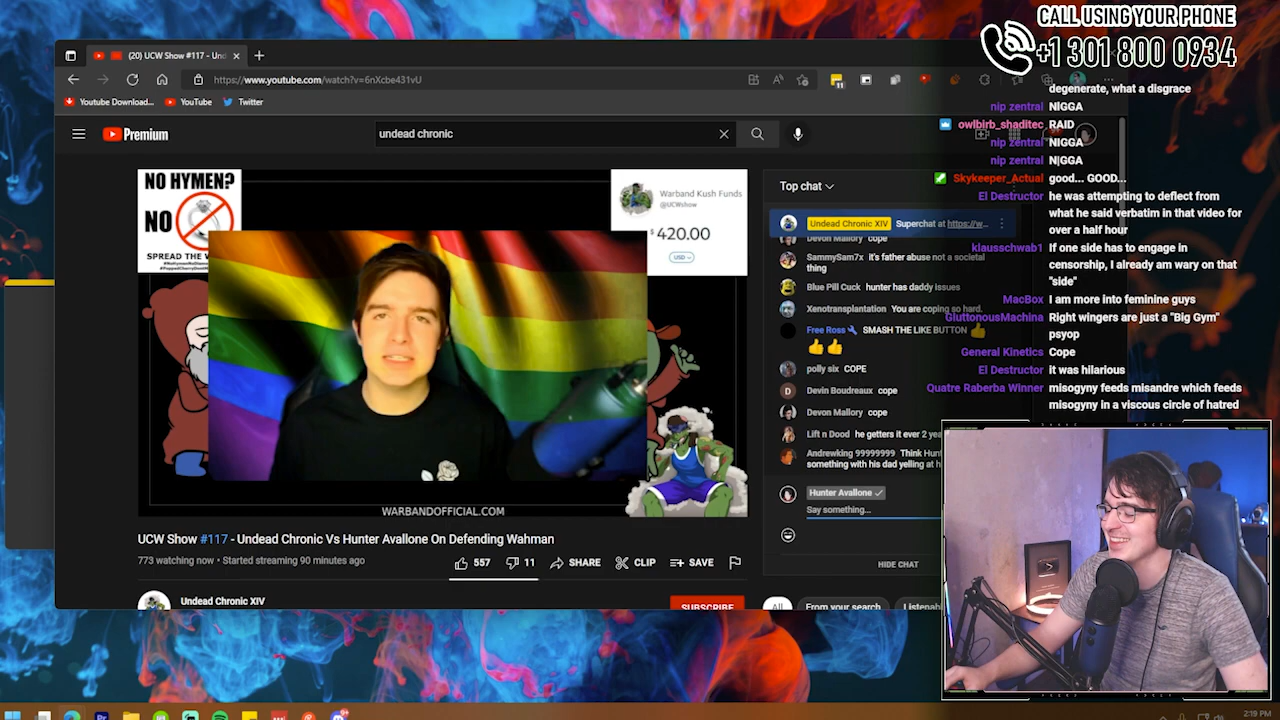 CALL USING YOUR PHONE
+1 301 800 0934
(20) UCW Show #117 - Und
https://www.youtube.com/watch?v=6nXcbe431vU
11
Youtube Download...
YouTube
Twitter
Premium
undead chronic
NO HYMEN?
NO
SPREAD THE W
Warband Kush Funds
@UCWshow
$420.00
USD
WARBANDOFFICIAL.COM
UCW Show #117 - Undead Chronic Vs Hunter Avallone On Defending Wahman
773 watching now • Started streaming 90 minutes ago
557
11
SHARE
CLIP
SAVE
Undead Chronic XIV
SUBSCRIBE
Top chat
Undead Chronic XIV Superchat at https://w...
Devon Mallory cope
SammySam7x it's father abuse not a societal
thing
Blue Pill Cuck hunter has daddy issues
Xenotransplantation You are coping so hard.
Free Ross SMASH THE LIKE BUTTON
polly six COPE
Devin Boudreaux cope
Devon Mallory cope
Lift n Dood he getters it ever 2 yea
Andrewking 99999999 Think Hunt
something with his dad yelling at h
Hunter Avallone
Say something...
HIDE CHAT
All
From your search
Listenab
degenerate, what a disgrace
nip zentral NIGGA
owlbirb_shaditec RAID
nip zentral NIGGA
nip zentral NIGGA
Skykeeper_Actual good... GOOD...
El Destructor he was attempting to deflect from
what he said verbatim in that video for
over a half hour
klausschwab1 If one side has to engage in
censorship, I already am wary on that
"side"
MacBox I am more into feminine guys
GluttonousMachina Right wingers are just a "Big Gym"
psyop
General Kinetics Cope
El Destructor it was hilarious
Quatre Raberba Winner misogyny feeds misandre which feeds
misogyny in a viscous circle of hatred
2:19 PM